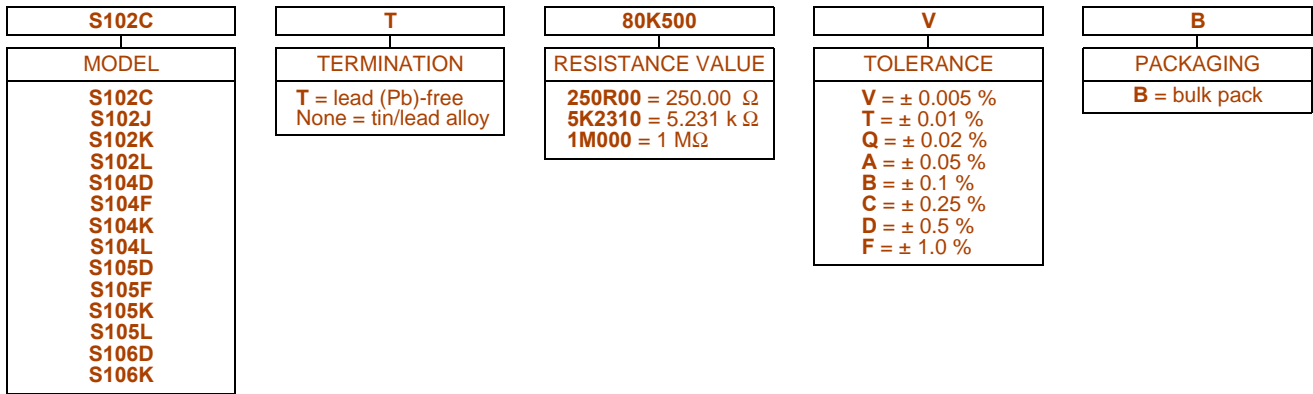 S102C
T
80K500
V
B
MODEL
S102C
S102J
S102K
S102L
S104D
S104F
S104K
S104L
S105D
S105F
S105K
S105L
S106D
S106K
TERMINATION
T = lead (Pb)-free
None = tin/lead alloy
RESISTANCE VALUE
250R00 = 250.00 Ω
5K2310 = 5.231 k Ω
1M000 = 1 MΩ
TOLERANCE
V = ± 0.005 %
T = ± 0.01 %
Q = ± 0.02 %
A = ± 0.05 %
B = ± 0.1 %
C = ± 0.25 %
D = ± 0.5 %
F = ± 1.0 %
PACKAGING
B = bulk pack